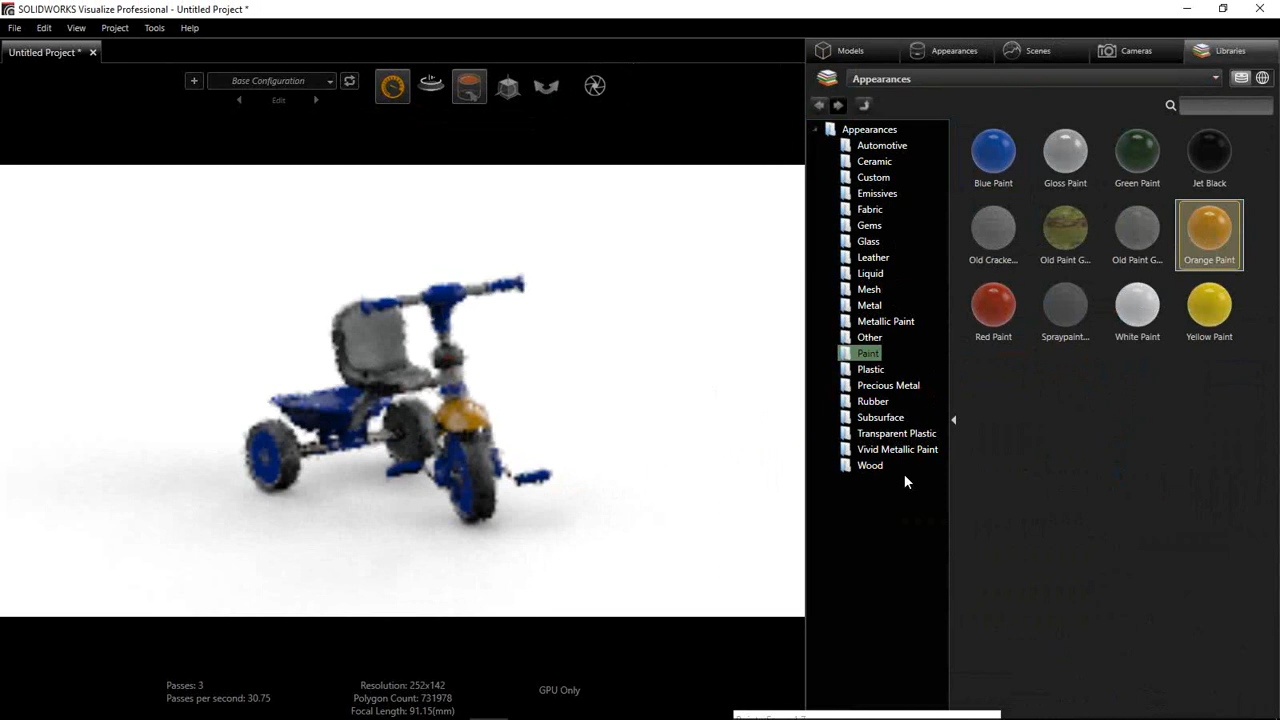 SOLIDWORKS Visualize Professional - Untitled Project *
File Edit View Project Tools Help
Untitled Project *
Models Appearances Scenes Cameras Libraries
Base Configuration
Edit
Appearances
Appearances
Automotive
Ceramic
Custom
Emissives
Fabric
Gems
Glass
Leather
Liquid
Mesh
Metal
Metallic Paint
Other
Paint
Plastic
Precious Metal
Rubber
Subsurface
Transparent Plastic
Vivid Metallic Paint
Wood
Blue Paint Gloss Paint Green Paint Jet Black
Old Cracke... Old Paint G... Old Paint G... Orange Paint
Red Paint Spraypaint... White Paint Yellow Paint
Passes: 3
Passes per second: 30.75
Resolution: 252x142
Polygon Count: 731978
Focal Length: 91.15(mm)
GPU Only